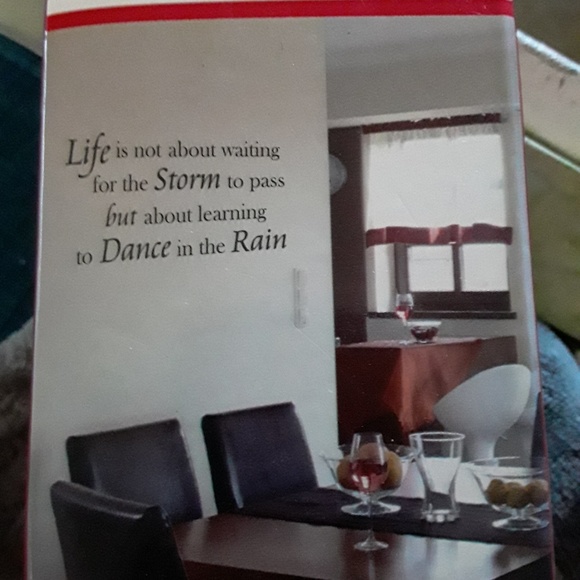 Life is not about waiting
for the Storm to pass
but about learning
to Dance in the Rain